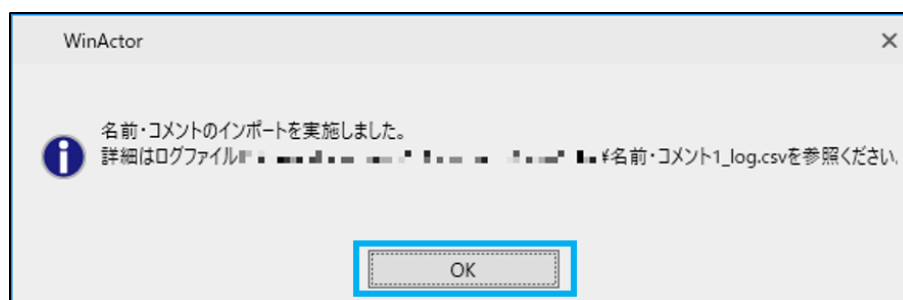 WinActor
名前・コメントのインポートを実施しました。
詳細はログファイル ¥名前・コメント1_log.csvを参照ください。
OK